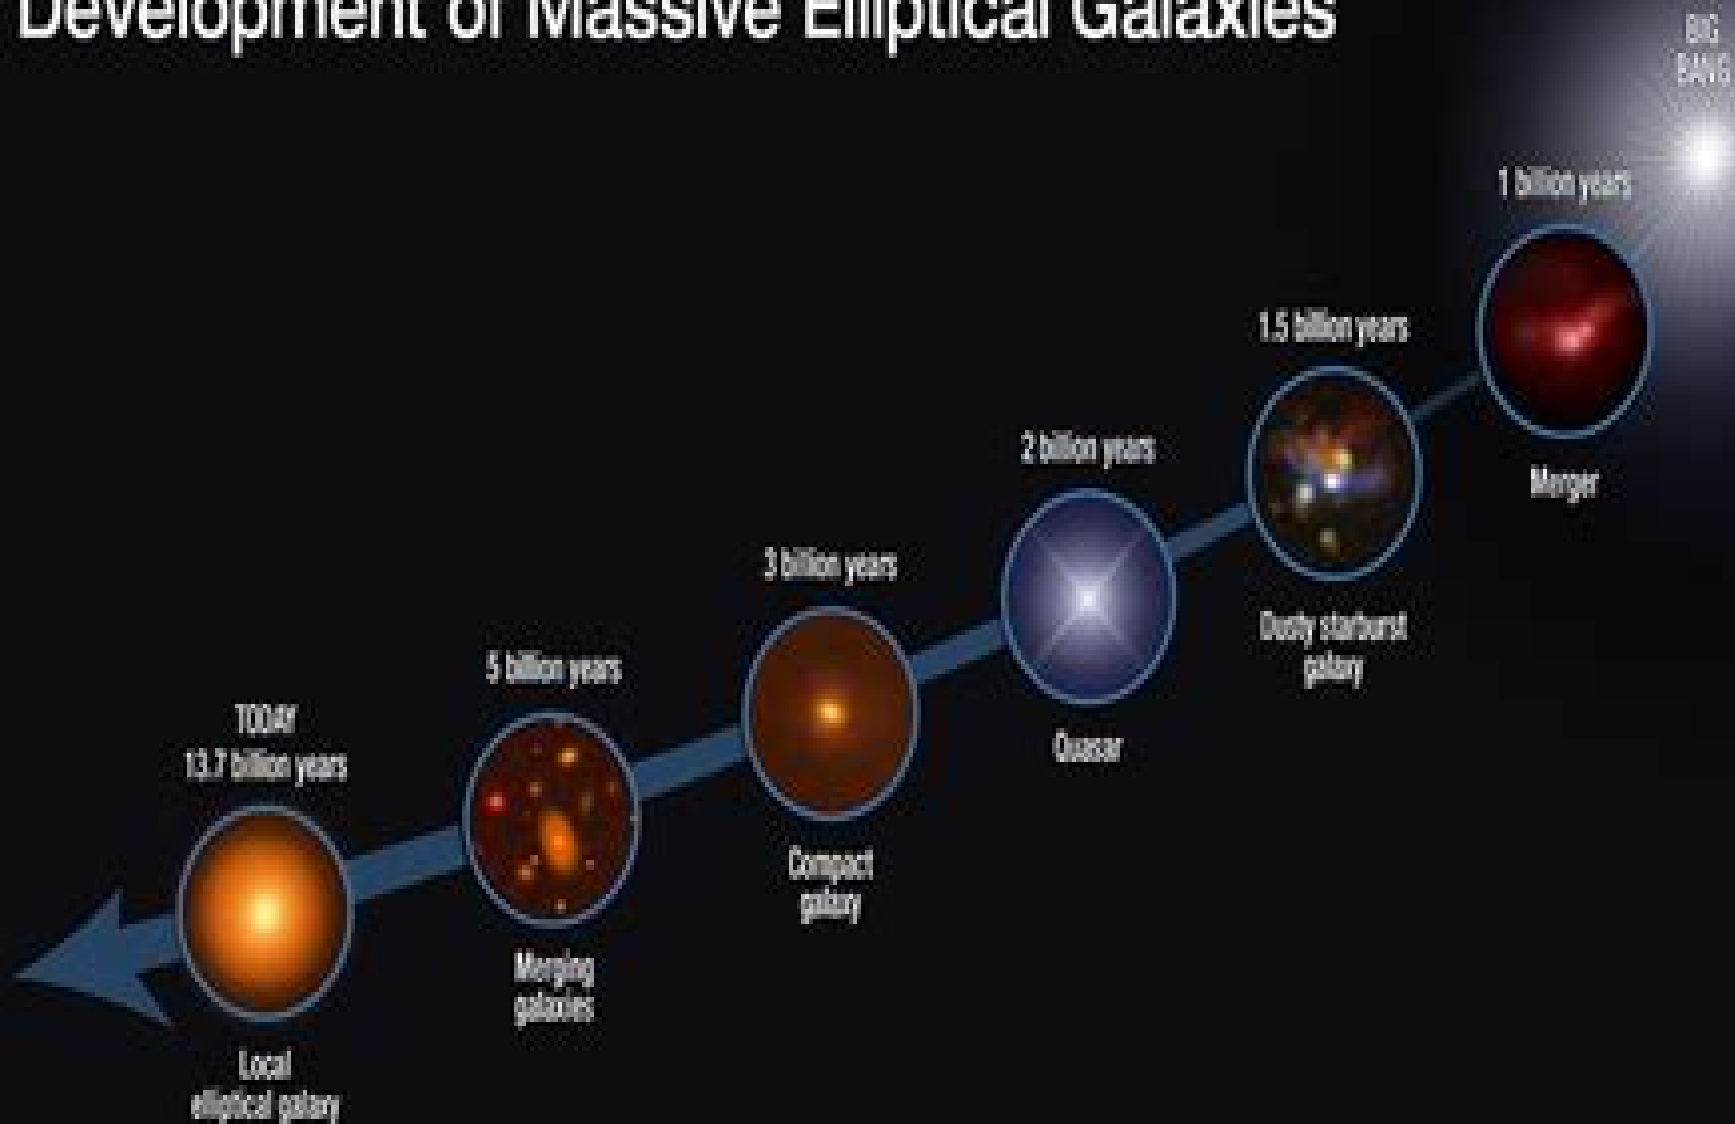 Development of Massive Elliptical Galaxies
BIG
BANG
1 billion years
Merger
1.5 billion years
Dusty starburst
galaxy
2 billion years
Quasar
3 billion years
Compact
galaxy
5 billion years
Merging
galaxies
TODAY
13.7 billion years
Local
elliptical galaxy